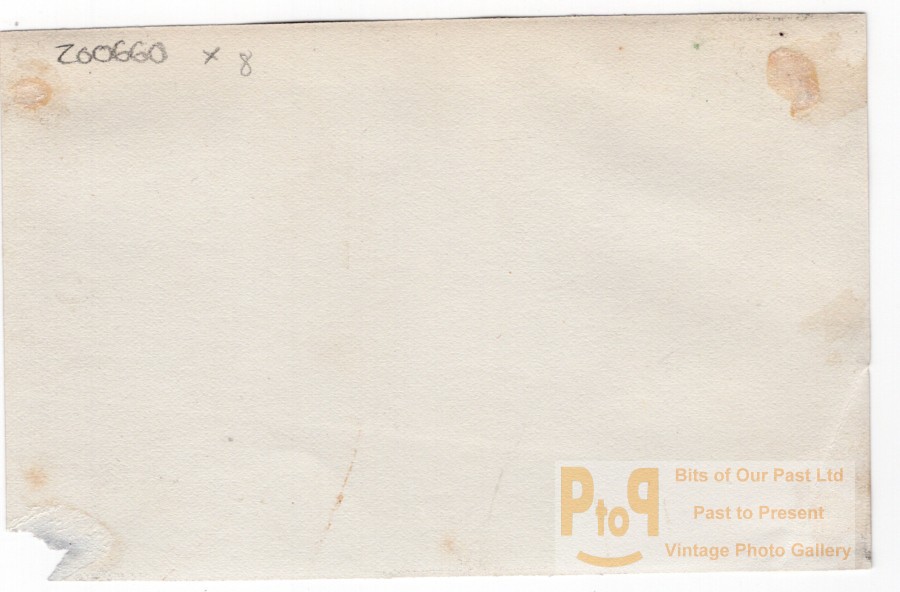 200660 x 8
PtoP
Bits of Our Past Ltd
Past to Present
Vintage Photo Gallery